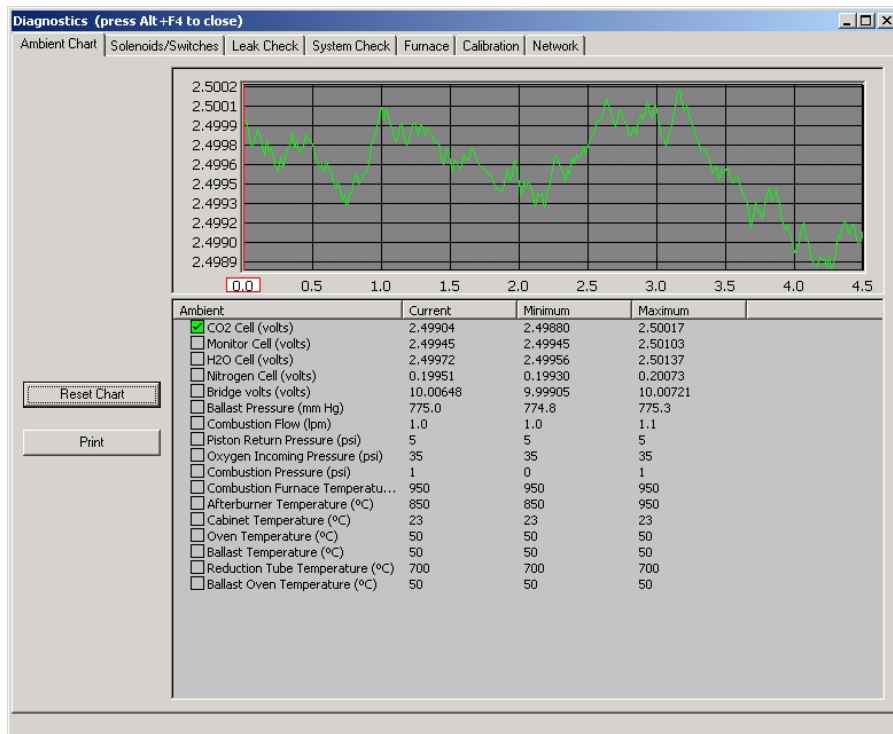 Diagnostics (press Alt+F4 to close)
Ambient Chart Solenoids/Switches Leak Check System Check Furnace Calibration Network
2.5002
2.5001
2.4999
2.4998
2.4996
2.4995
2.4993
2.4992
2.4990
2.4989
0.0 0.5 1.0 1.5 2.0 2.5 3.0 3.5 4.0 4.5
Reset Chart
Print
Ambient Current Minimum Maximum
CO2 Cell (volts) 2.49904 2.49880 2.50017
Monitor Cell (volts) 2.49945 2.49945 2.50103
H2O Cell (volts) 2.49972 2.49956 2.50137
Nitrogen Cell (volts) 0.19951 0.19930 0.20073
Bridge volts (volts) 10.00648 9.99905 10.00721
Ballast Pressure (mm Hg) 775.0 774.8 775.3
Combustion Flow (lpm) 1.0 1.0 1.1
Piston Return Pressure (psi) 5 5 5
Oxygen Incoming Pressure (psi) 35 35 35
Combustion Pressure (psi) 1 0 1
Combustion Furnace Temperatu... 950 950 950
Afterburner Temperature (ºC) 850 850 950
Cabinet Temperature (ºC) 23 23 23
Oven Temperature (ºC) 50 50 50
Ballast Temperature (ºC) 50 50 50
Reduction Tube Temperature (ºC) 700 700 700
Ballast Oven Temperature (ºC) 50 50 50